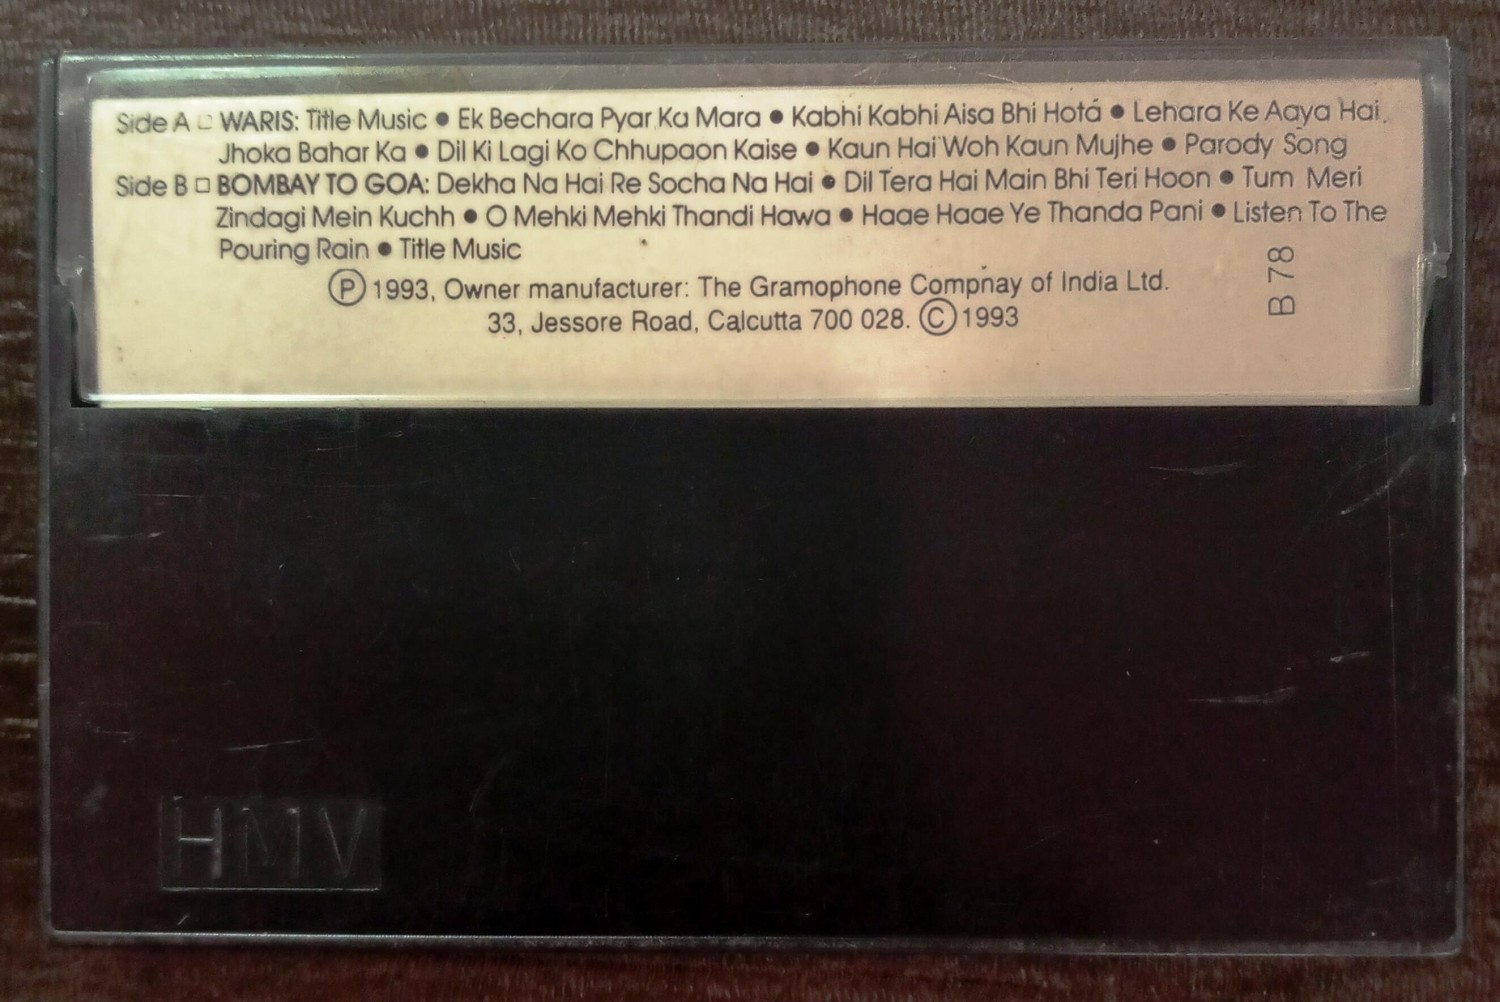 Side A □ WARIS: Title Music ● Ek Bechara Pyar Ka Mara ● Kabhi Kabhi Aisa Bhi Hota ● Lehara Ke Aaya Hai
Jhoka Bahar Ka ● Dil Ki Lagi Ko Chhupaon Kaise ● Kaun Hai Woh Kaun Mujhe ● Parody Song
Side B □ BOMBAY TO GOA: Dekha Na Hai Re Socha Na Hai ● Dil Tera Hai Main Bhi Teri Hoon ● Tum Meri
Zindagi Mein Kuchh ● O Mehki Mehki Thandi Hawa ● Haae Haae Ye Thanda Pani ● Listen To The
Pouring Rain ● Title Music
Ⓟ 1993, Owner manufacturer: The Gramophone Compnay of India Ltd.
33, Jessore Road, Calcutta 700 028. © 1993
B 78
HMV